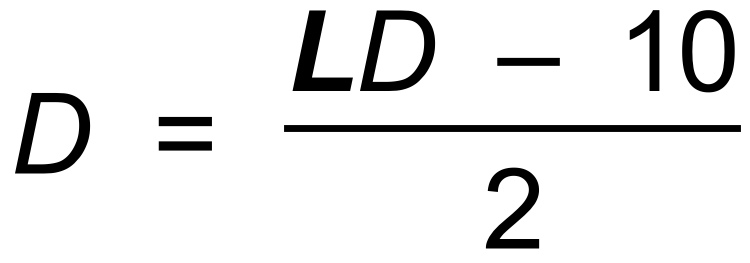 D = LD – 10
2